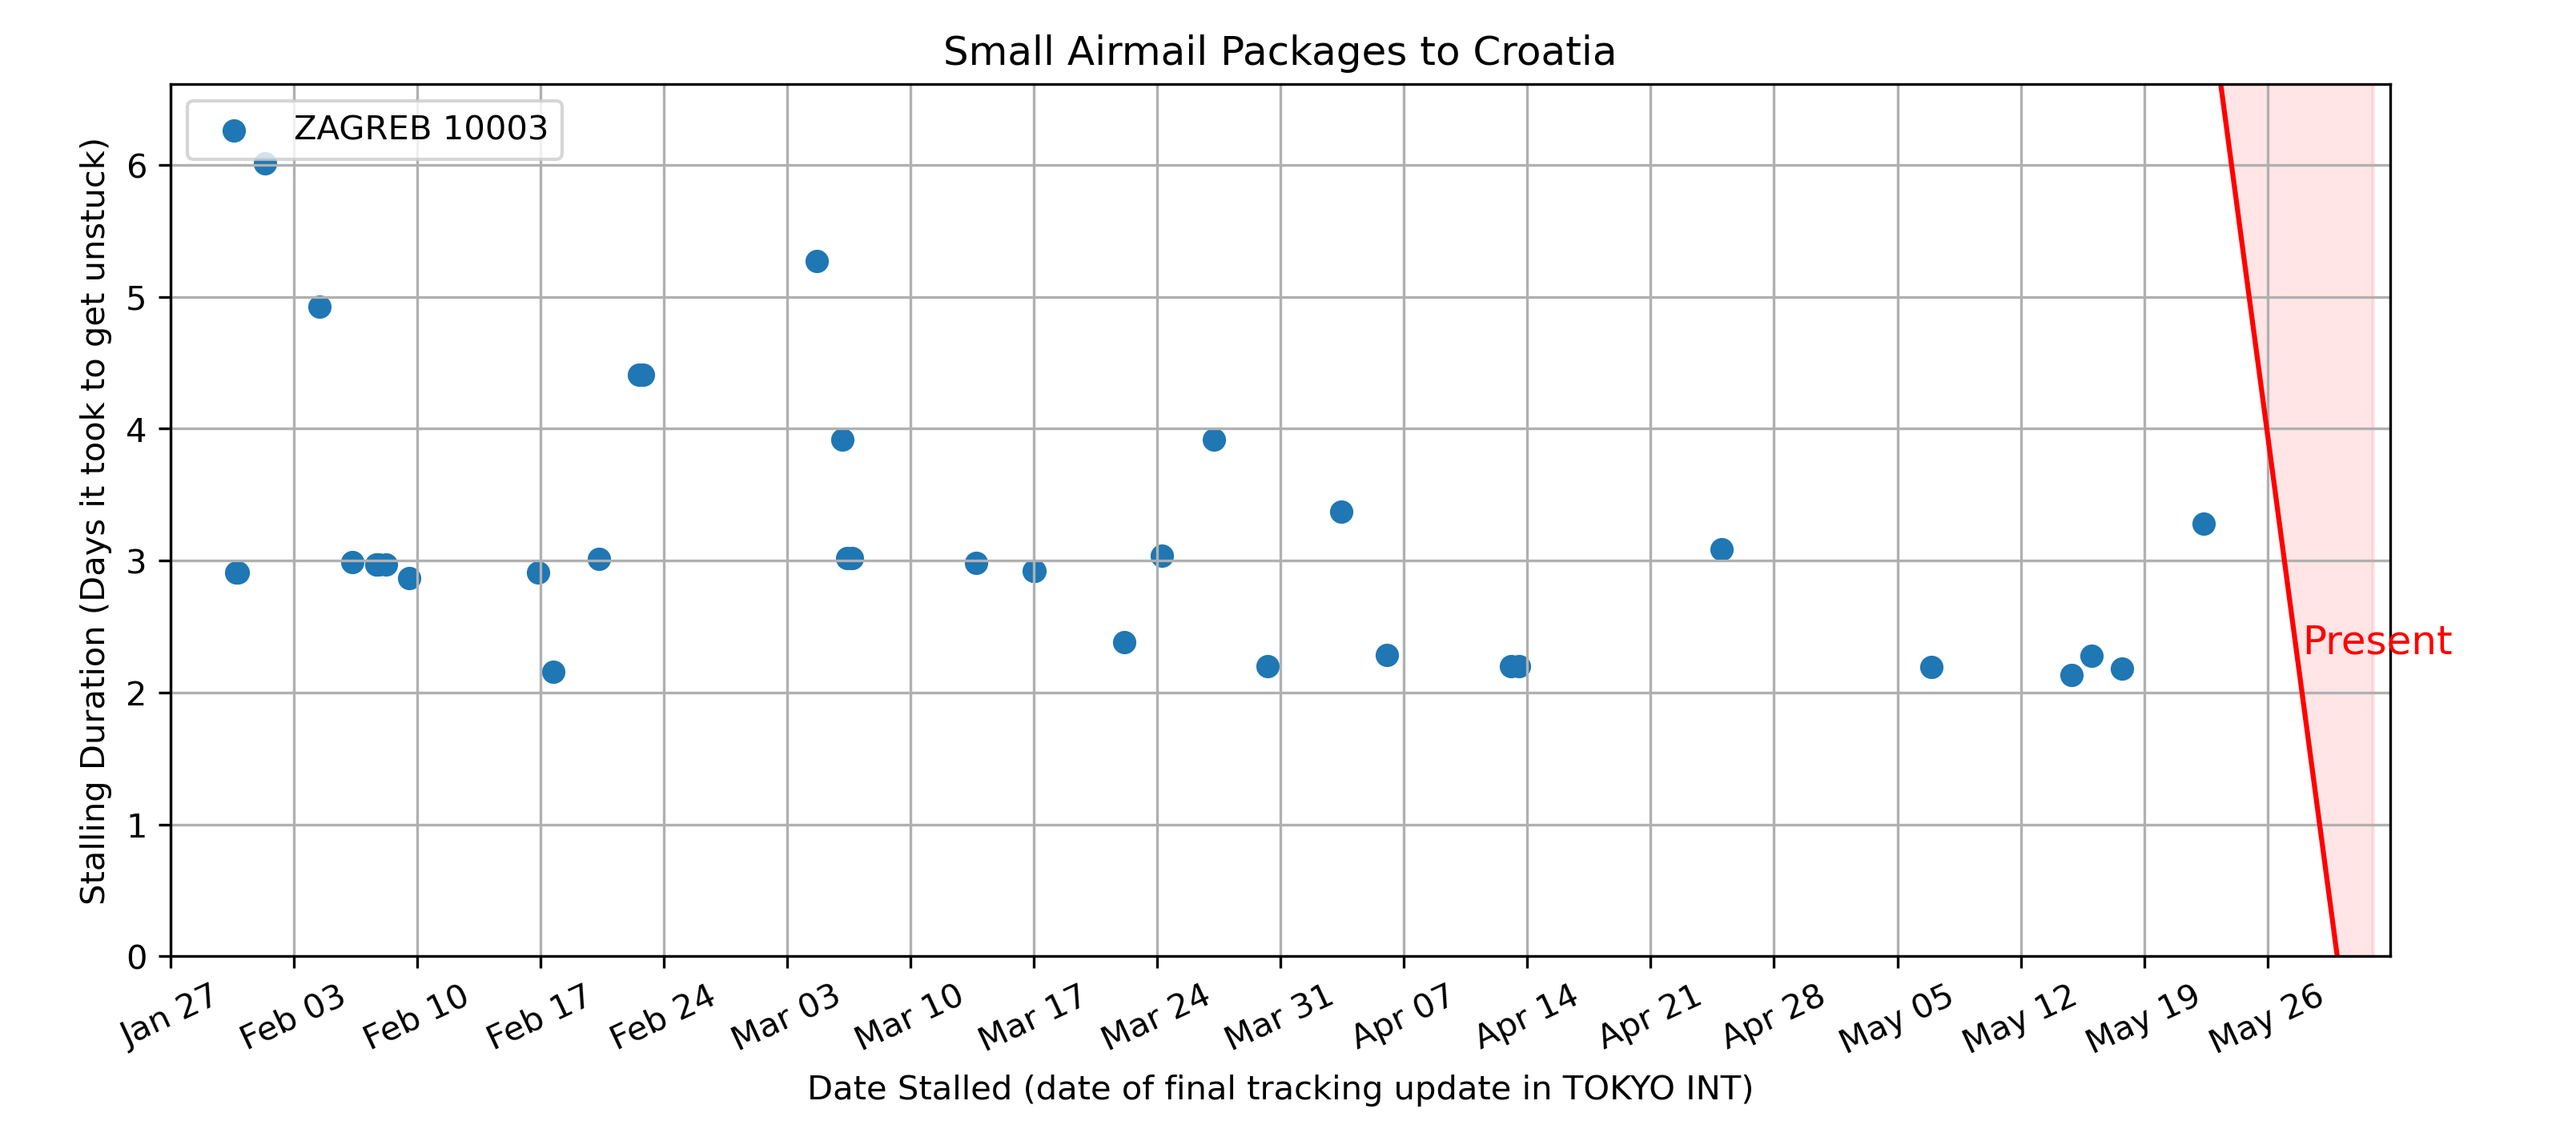 Small Airmail Packages to Croatia
ZAGREB 10003
Stalling Duration (Days it took to get unstuck)
6
5
4
3
2
1
0
Present
Jan 27
Feb 03
Feb 10
Feb 17
Feb 24
Mar 03
Mar 10
Mar 17
Mar 24
Mar 31
Apr 07
Apr 14
Apr 21
Apr 28
May 05
May 12
May 19
May 26
Date Stalled (date of final tracking update in TOKYO INT)